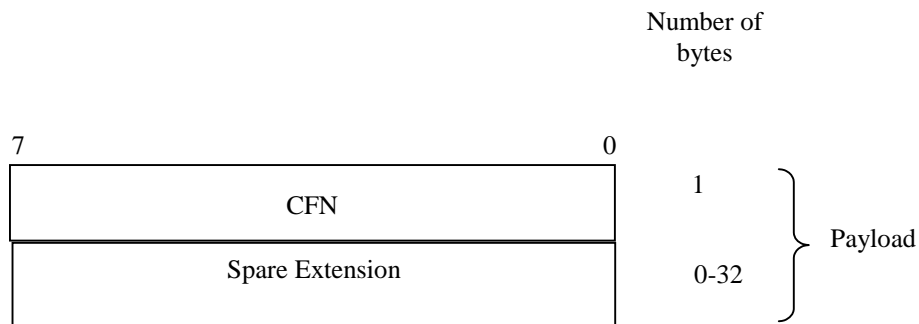 Number of
bytes
7
0
CFN
1
Spare Extension
0-32
Payload